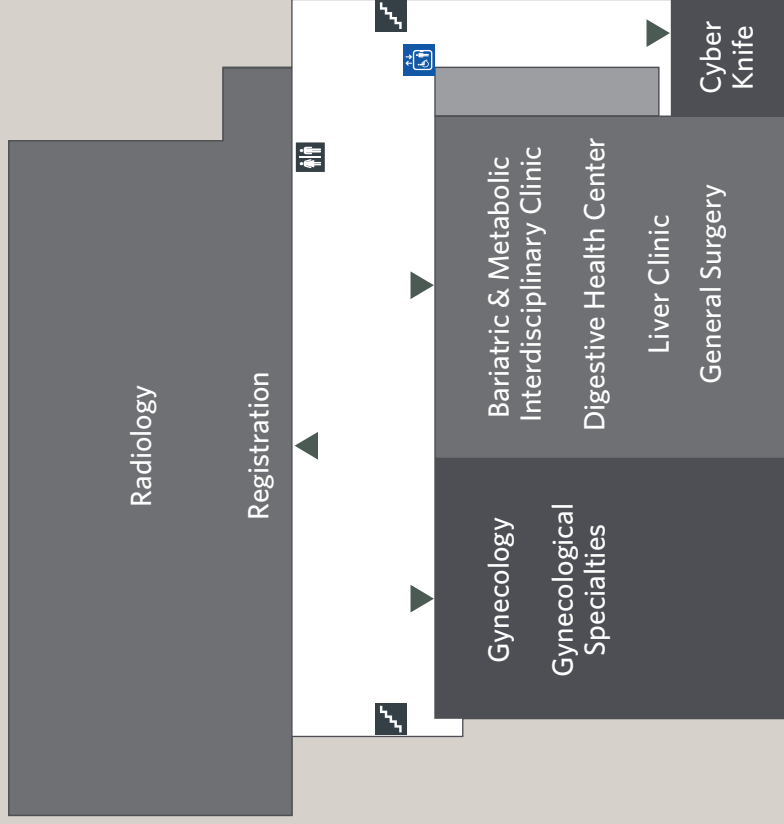 Radiology
Registration
Cyber
Knife
Bariatric & Metabolic
Interdisciplinary Clinic
Digestive Health Center
Liver Clinic
General Surgery
Gynecology
Gynecological
Specialties